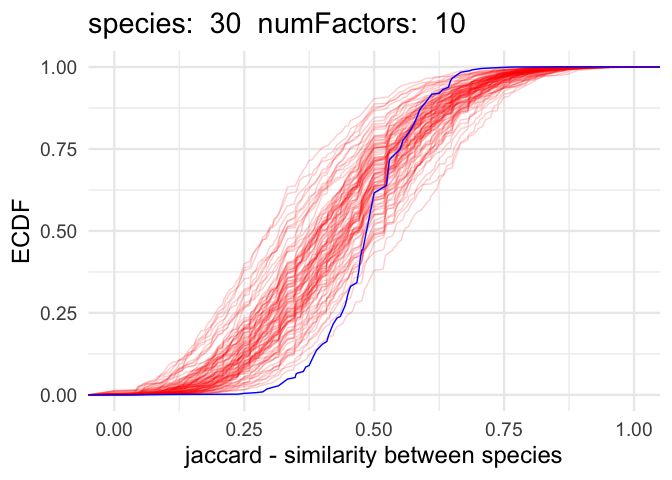 species:  30  numFactors:  10
1.00
0.75
0.50
0.25
0.00
ECDF
0.00 0.25 0.50 0.75 1.00
jaccard - similarity between species